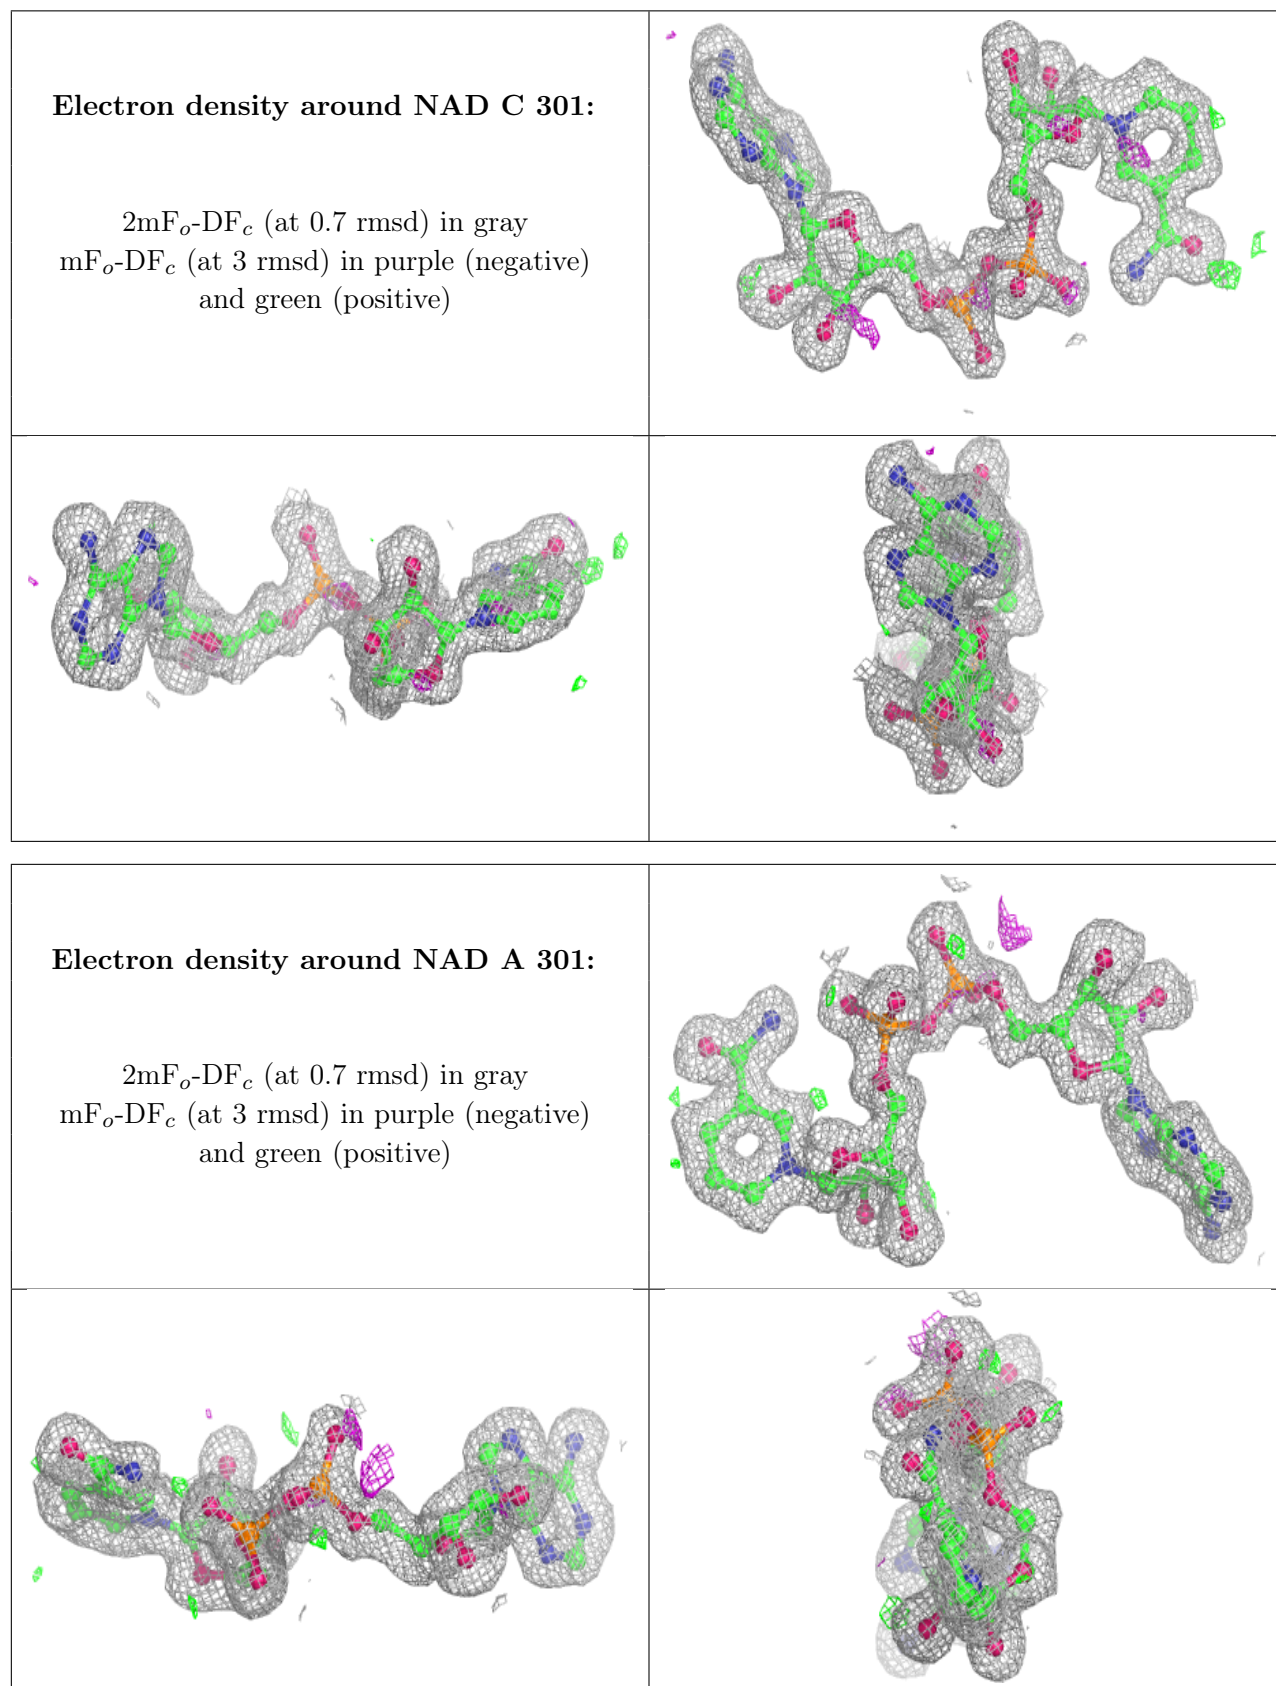 Electron density around NAD C 301:
2mFₒ-DF𝑐 (at 0.7 rmsd) in gray
mFₒ-DF𝑐 (at 3 rmsd) in purple (negative)
and green (positive)
Electron density around NAD A 301:
2mFₒ-DF𝑐 (at 0.7 rmsd) in gray
mFₒ-DF𝑐 (at 3 rmsd) in purple (negative)
and green (positive)